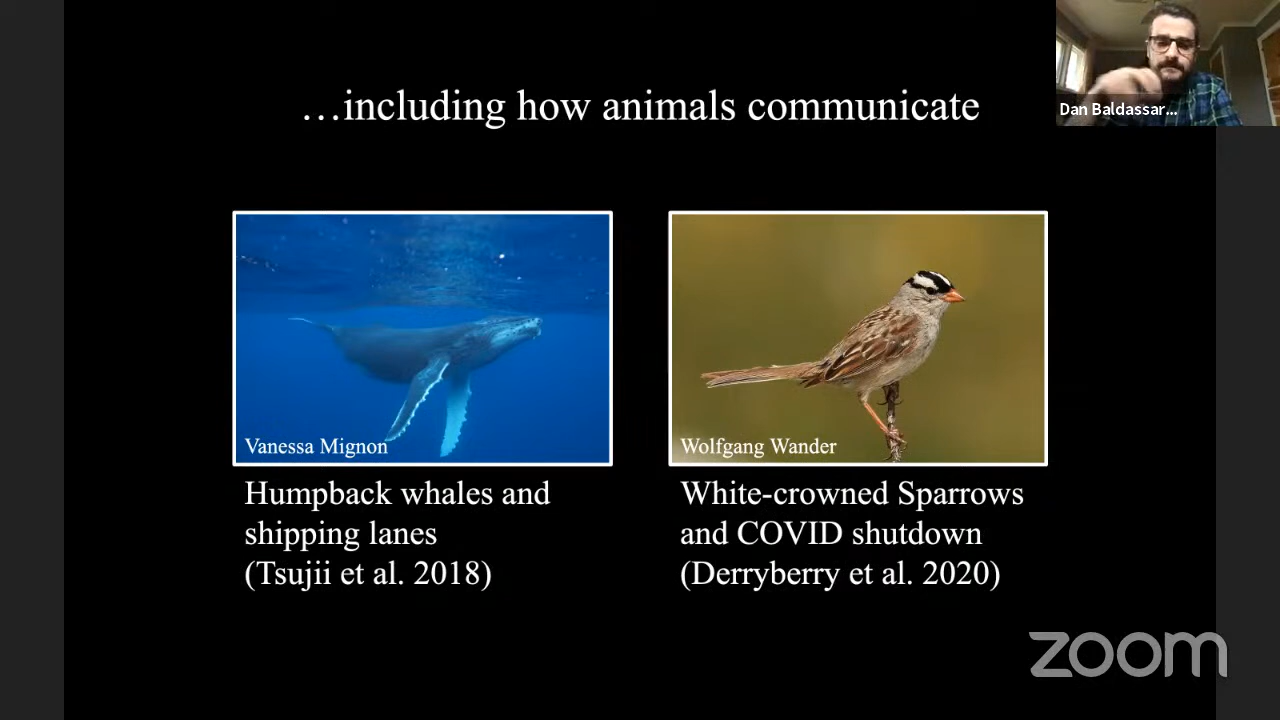 …including how animals communicate
Dan Baldassar...
Vanessa Mignon
Wolfgang Wander
Humpback whales and
shipping lanes
(Tsujii et al. 2018)
White-crowned Sparrows
and COVID shutdown
(Derryberry et al. 2020)
zoom